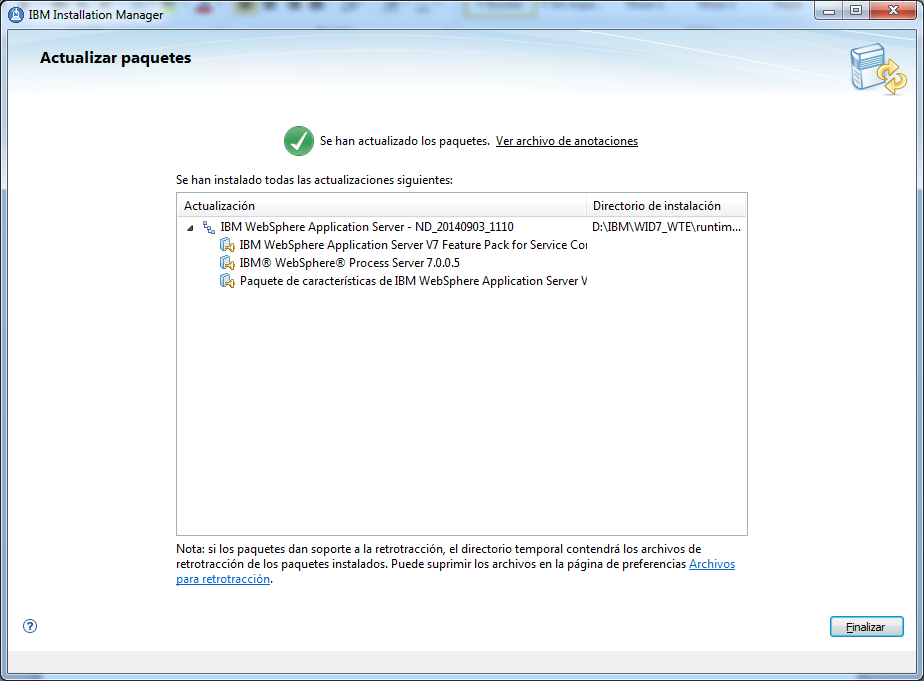 IBM Installation Manager
Actualizar paquetes
Se han actualizado los paquetes. Ver archivo de anotaciones
Se han instalado todas las actualizaciones siguientes:
Actualización Directorio de instalación
IBM WebSphere Application Server - ND_20140903_1110 D:\IBM\WID7_WTE\runtim...
IBM WebSphere Application Server V7 Feature Pack for Service Cor
IBM® WebSphere® Process Server 7.0.0.5
Paquete de características de IBM WebSphere Application Server V
Nota: si los paquetes dan soporte a la retrotracción, el directorio temporal contendrá los archivos de
retrotracción de los paquetes instalados. Puede suprimir los archivos en la página de preferencias Archivos
para retrotracción.
?
Finalizar